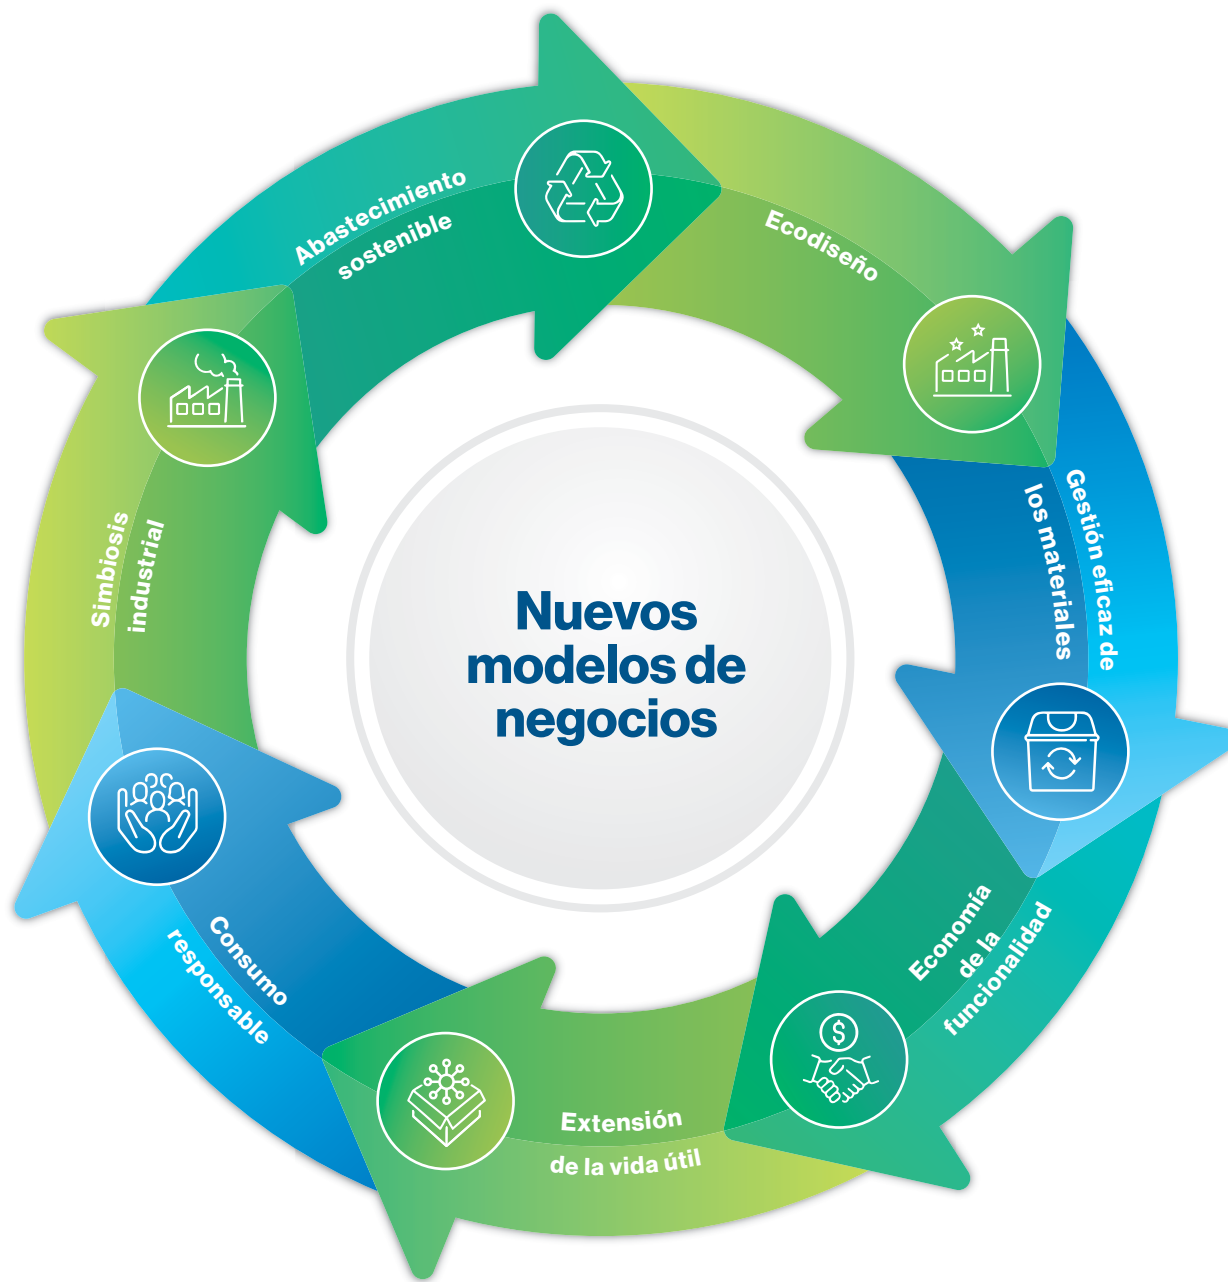 Abastecimiento
sostenible
Ecodiseño
Gestión eficaz de
los materiales
Economía
de la
funcionalidad
Extensión
de la vida útil
Consumo
responsable
Simbiosis
industrial
Nuevos
modelos de
negocios
$